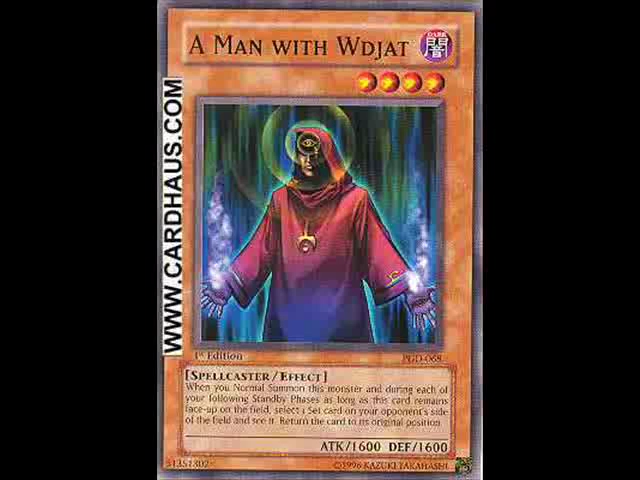 A Man with Wdjat
DARK
闇
WWW.CARDHAUS.COM
1st Edition
PGD-068
[Spellcaster/Effect]
When you Normal Summon this monster and during each of
your following Standby Phases as long as this card remains
face-up on the field, select 1 Set card on your opponent's side
of the field and see it. Return the card to its original position.
ATK/1600 DEF/1600
51351302
©1996 KAZUKI TAKAHASHI